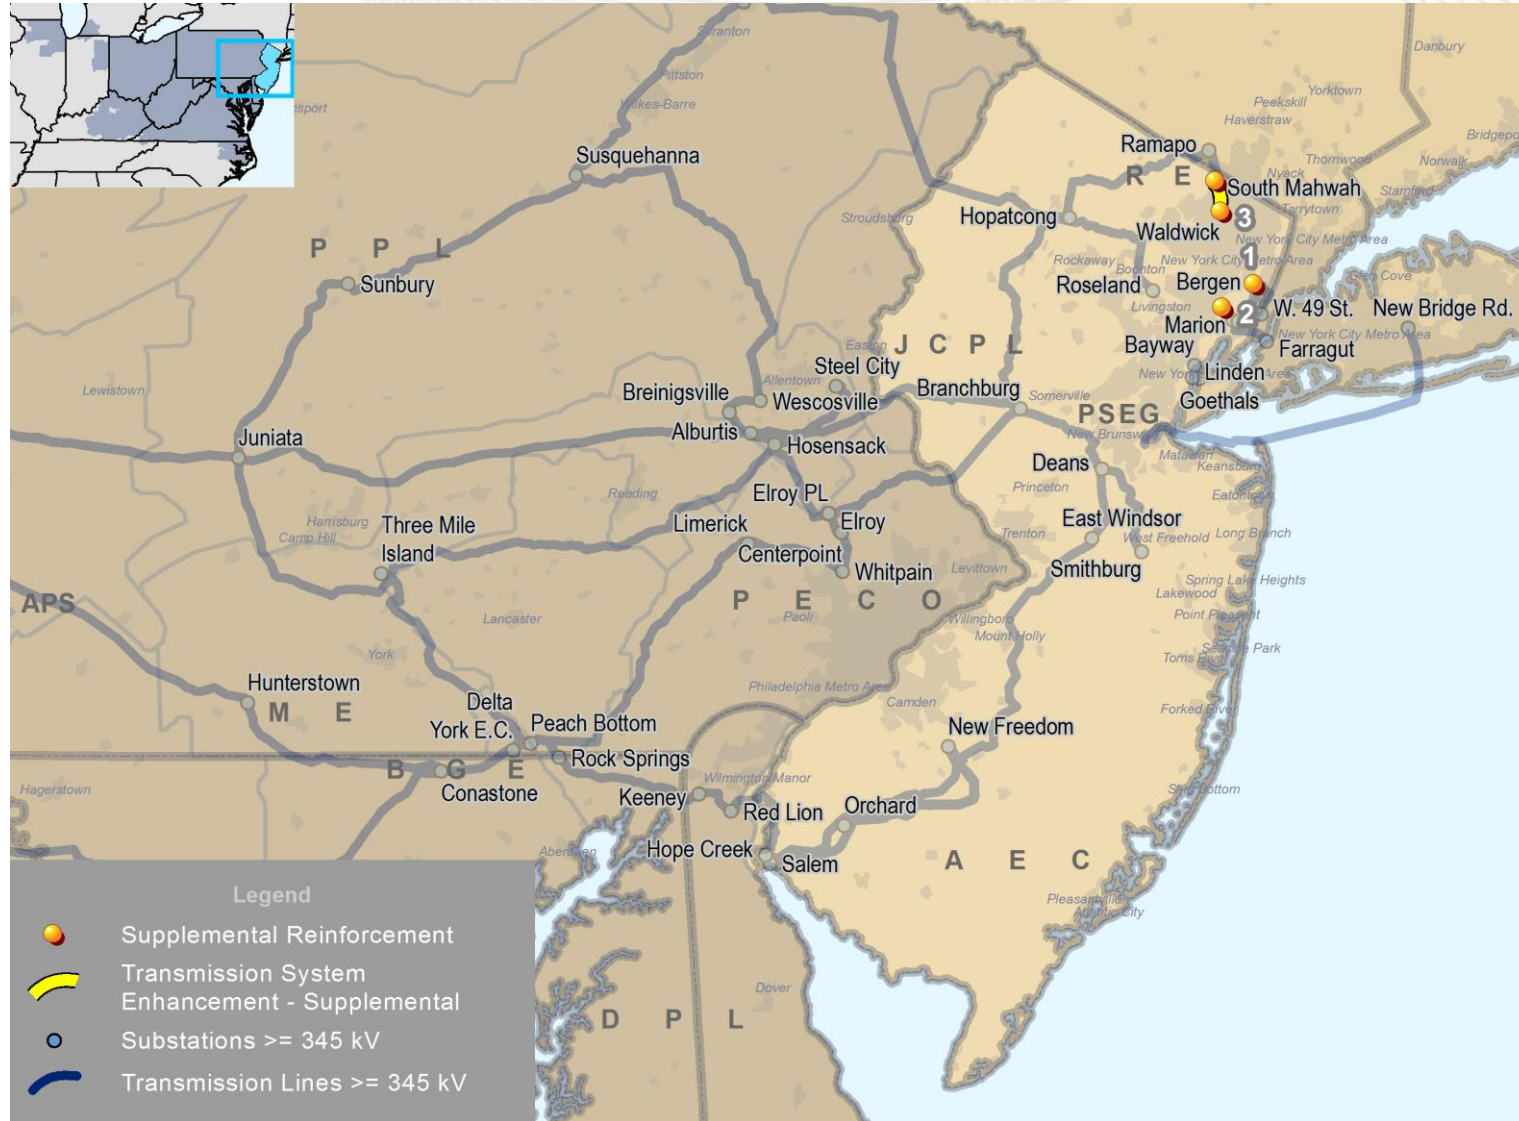 Scranton
Danbury
Pittston
Wilkes-Barre
Yorktown
Peekskill
Haverstraw
Ramapo
Susquehanna
Thornwood
Norwalk
Nyack
R E
South Mahwah
Stamford
Stroudsburg
Hopatcong
Tarrytown
3
Waldwick
P P L
New York City Metro Area
1
Rockaway
New York City Metro Area
Boonton
Glen Cove
Sunbury
Roseland
Bergen
Livingston
2
W. 49 St.
New Bridge Rd.
Marion
New York City Metro Area
J C P L
Bayway
Farragut
Easton
Steel City
Linden
Allentown
Lewistown
Breinigsville
Wescosville
Branchburg
Somerville
Goethals
PSEG
Alburtis
Juniata
Hosensack
Matawan
Keansburg
Deans
Reading
Princeton
Elroy PL
Eatontown
Harrisburg
Three Mile
Island
Limerick
Elroy
East Windsor
Camp Hill
Trenton
West Freehold
Long Branch
Centerpoint
Whitpain
Levittown
Smithburg
Spring Lake Heights
Lakewood
APS
P E C O
Paoli
Lancaster
Willingboro
Point Pleasant
Mount Holly
York
Seaside Park
Toms River
Hunterstown
Philadelphia Metro Area
M E
Delta
Camden
Forked River
York E.C.
Peach Bottom
New Freedom
Rock Springs
B G E
Wilmington Manor
Hagerstown
Conastone
Keeney
Ship Bottom
Red Lion
Orchard
Aberdeen
Hope Creek
Salem
A E C
Legend
Pleasantville
Atlantic City
Supplemental Reinforcement
Transmission System
Enhancement - Supplemental
Dover
D P L
Substations >= 345 kV
Transmission Lines >= 345 kV